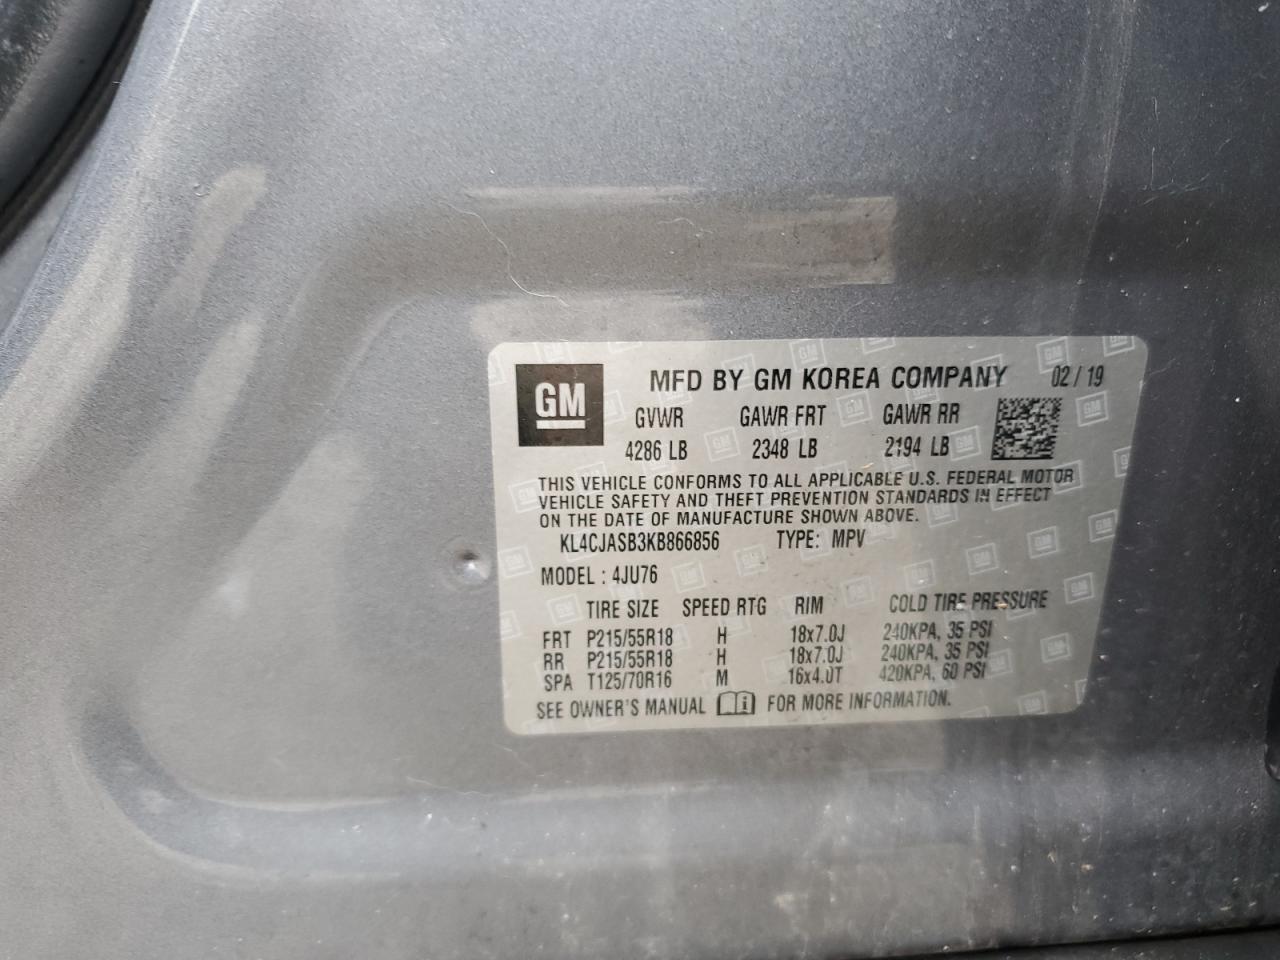 GM
MFD BY GM KOREA COMPANY 02/19
GVWR GAWR FRT GAWR RR
4286 LB 2348 LB 2194 LB
THIS VEHICLE CONFORMS TO ALL APPLICABLE U.S. FEDERAL MOTOR
VEHICLE SAFETY AND THEFT PREVENTION STANDARDS IN EFFECT
ON THE DATE OF MANUFACTURE SHOWN ABOVE.
KL4CJASB3KB866856 TYPE: MPV
MODEL : 4JU76
TIRE SIZE SPEED RTG RIM COLD TIRE PRESSURE
FRT P215/55R18 H 18x7.0J 240KPA, 35 PSI
RR P215/55R18 H 18x7.0J 240KPA, 35 PSI
SPA T125/70R16 M 16x4.0T 420KPA, 60 PSI
SEE OWNER'S MANUAL i FOR MORE INFORMATION.